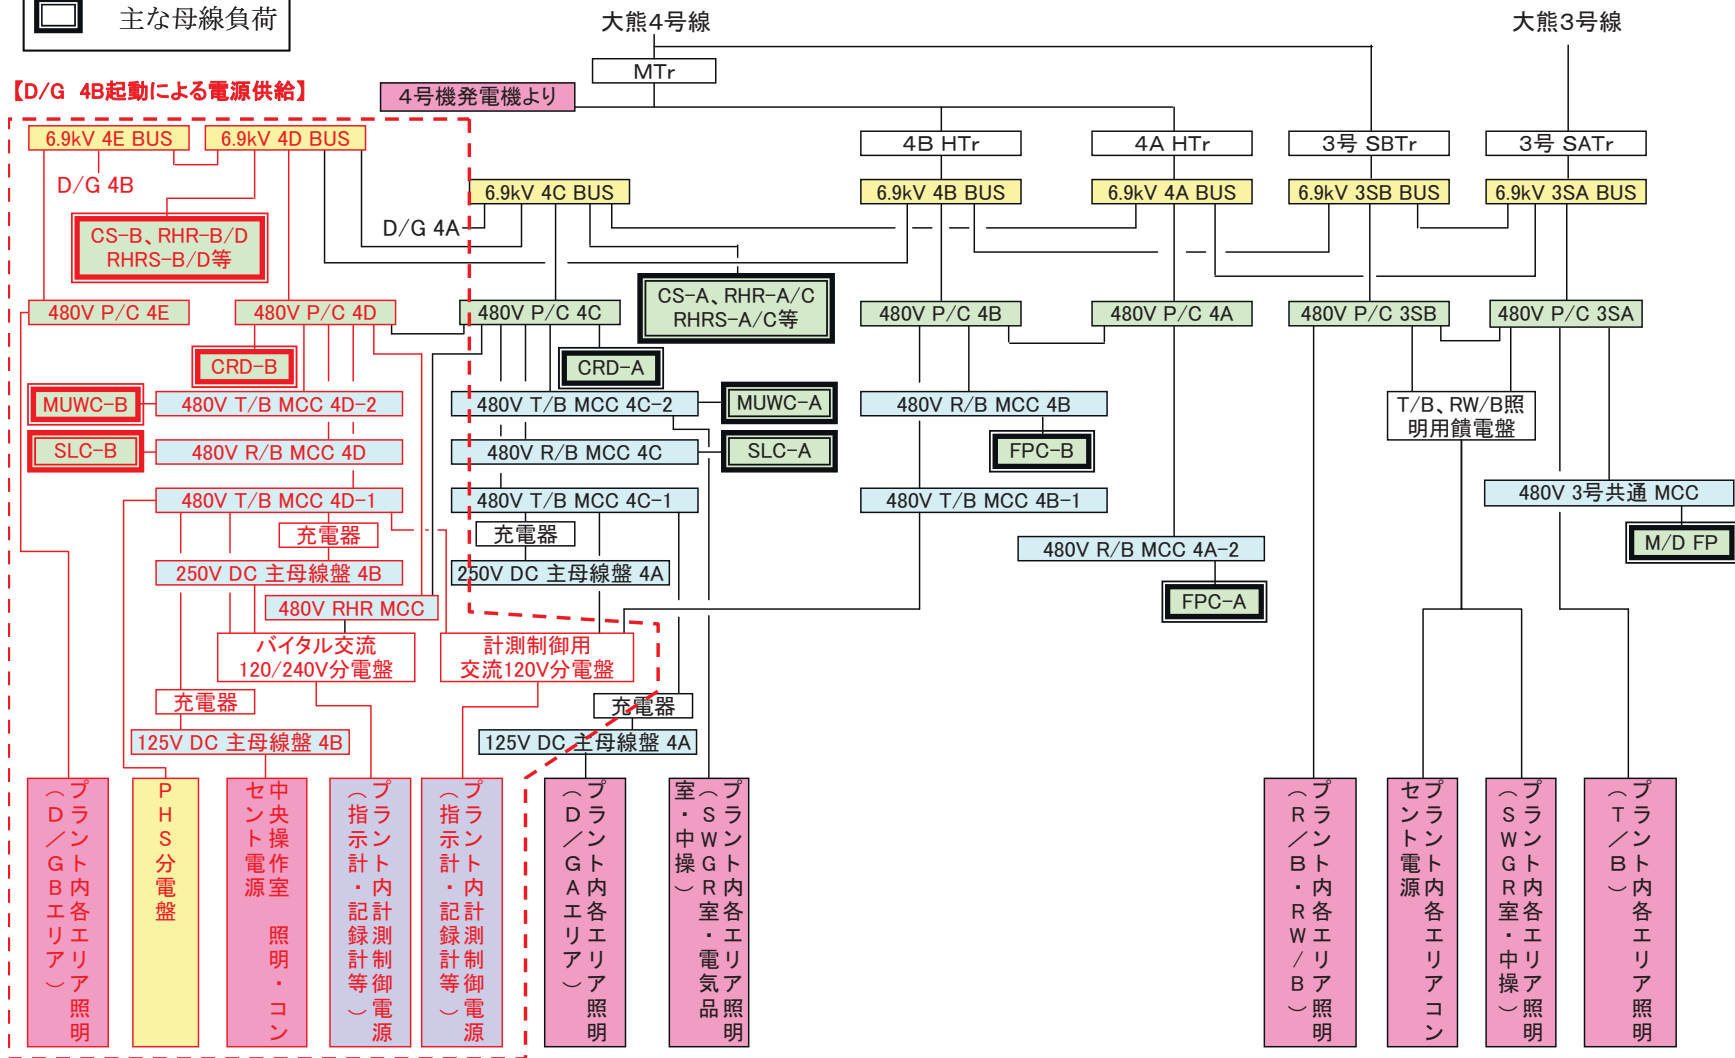 主な母線負荷
大熊4号線
大熊3号線
MTr
【D/G 4B起動による電源供給】
4号機発電機より
6.9kV 4E BUS
6.9kV 4D BUS
4B HTr
4A HTr
3号 SBTr
3号 SATr
D/G 4B
6.9kV 4C BUS
6.9kV 4B BUS
6.9kV 4A BUS
6.9kV 3SB BUS
6.9kV 3SA BUS
D/G 4A
CS-B、RHR-B/D
RHRS-B/D等
CS-A、RHR-A/C
RHRS-A/C等
480V P/C 4E
480V P/C 4D
480V P/C 4C
480V P/C 4B
480V P/C 4A
480V P/C 3SB
480V P/C 3SA
CRD-B
CRD-A
MUWC-B
480V T/B MCC 4D-2
480V T/B MCC 4C-2
MUWC-A
480V R/B MCC 4B
T/B、RW/B照
明用饋電盤
SLC-B
480V R/B MCC 4D
480V R/B MCC 4C
SLC-A
FPC-B
480V T/B MCC 4D-1
480V T/B MCC 4C-1
480V T/B MCC 4B-1
480V 3号共通 MCC
充電器
充電器
480V R/B MCC 4A-2
M/D FP
250V DC 主母線盤 4B
250V DC 主母線盤 4A
480V RHR MCC
FPC-A
バイタル交流
120/240V分電盤
計測制御用
交流120V分電盤
充電器
充電器
125V DC 主母線盤 4B
125V DC 主母線盤 4A
プラント内各エリア照明
（D/GBエリア）
PHS分電盤
中央操作室 照明・コン
セント電源
プラント内計測制御電源
（指示計・記録計等）
プラント内計測制御電源
（指示計・記録計等）
プラント内各エリア照明
（D/GAエリア）
プラント内各エリア照明
（SWGR室・電気品
室・中操）
プラント内各エリア照明
（R/B・RW/B）
プラント内各エリアコン
セント電源
プラント内各エリア照明
（SWGR室・中操）
プラント内各エリア照明
（T/B）